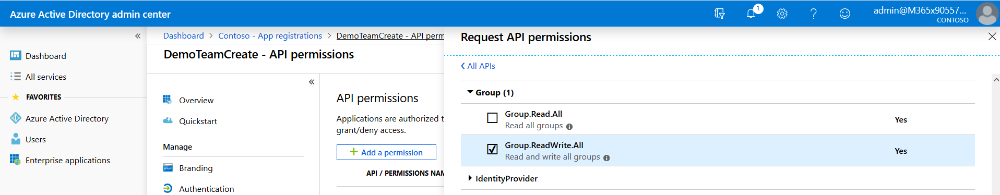 Azure Active Directory admin center
1
admin@M365x90557...
CONTOSO
Dashboard
All services
FAVORITES
Azure Active Directory
Users
Enterprise applications
Dashboard > Contoso - App registrations > DemoTeamCreate - API perm
DemoTeamCreate - API permissions
Overview
Quickstart
Manage
Branding
Authentication
API permissions
Applications are authorized t
grant/deny access.
+ Add a permission
API / PERMISSIONS NAM
Request API permissions
All APIs
Group (1)
Group.Read.All
Read all groups
Yes
Group.ReadWrite.All
Read and write all groups
Yes
IdentityProvider